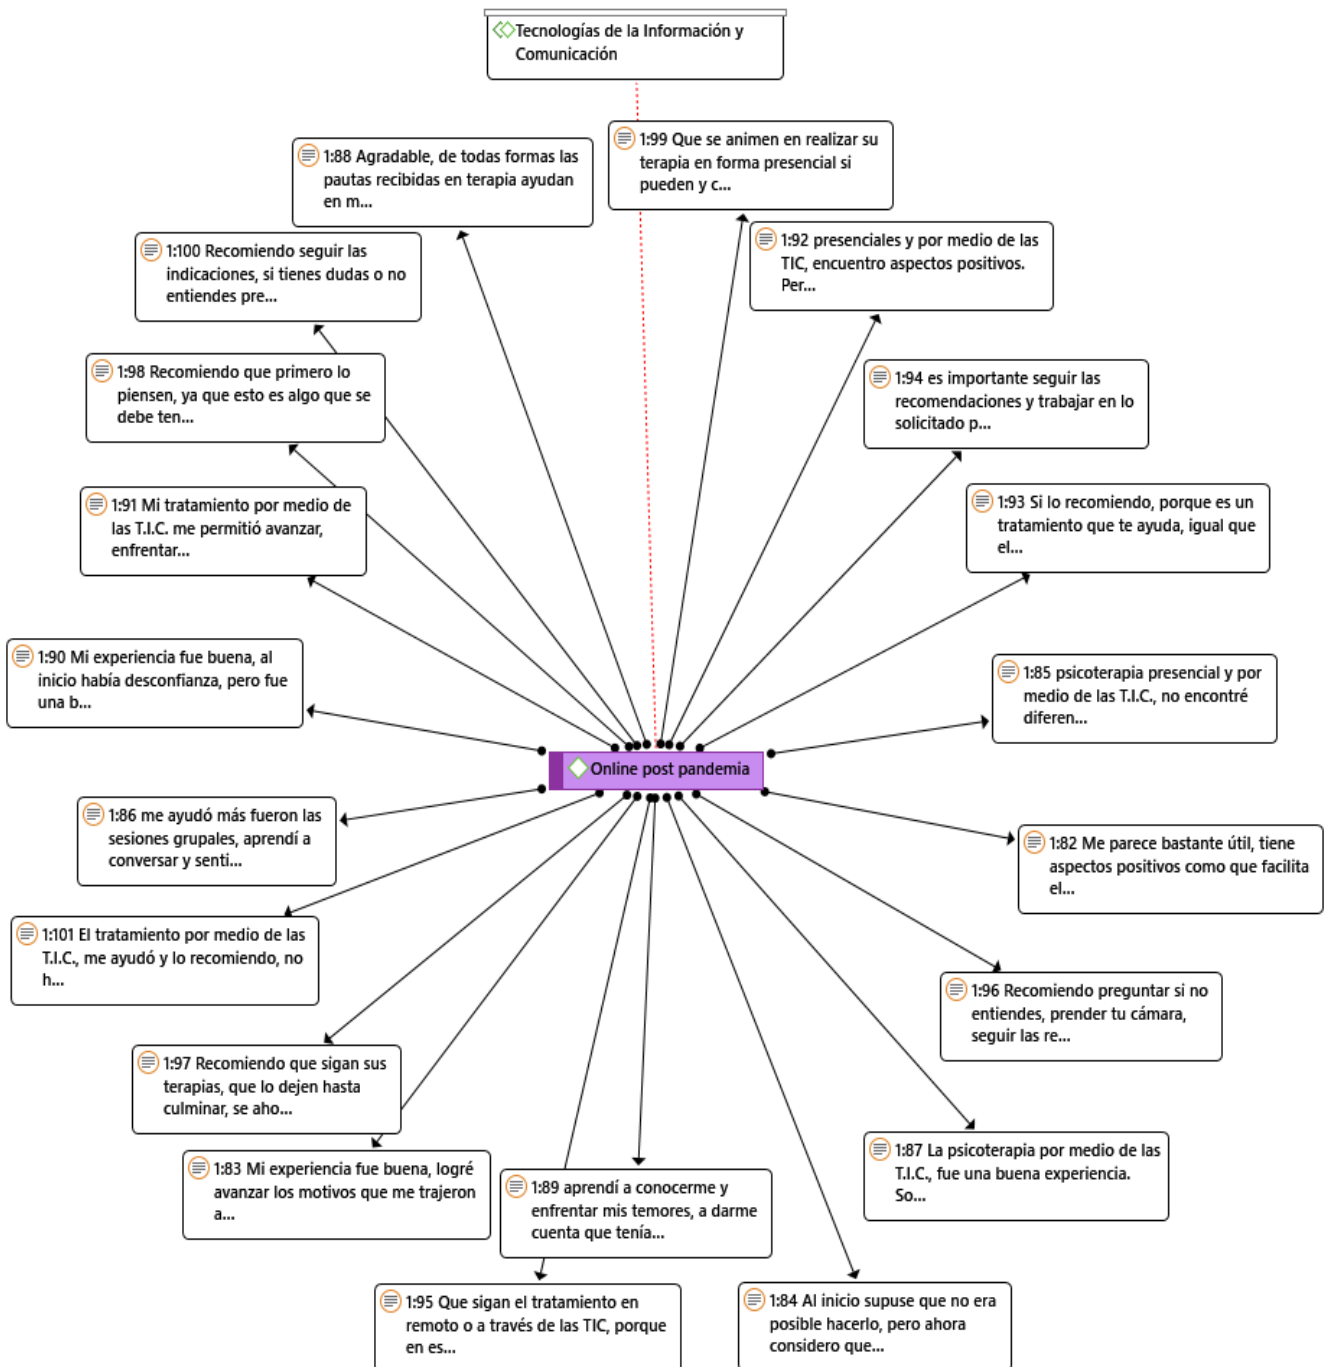 Tecnologías de la Información y
Comunicación
1:99 Que se animen en realizar su
terapia en forma presencial si
pueden y c...
1:88 Agradable, de todas formas las
pautas recibidas en terapia ayudan
en m...
1:92 presenciales y por medio de las
TIC, encuentro aspectos positivos.
Per...
1:100 Recomiendo seguir las
indicaciones, si tienes dudas o no
entiendes pre...
1:98 Recomiendo que primero lo
piensen, ya que esto es algo que se
debe ten...
1:94 es importante seguir las
recomendaciones y trabajar en lo
solicitado p...
1:91 Mi tratamiento por medio de
las T.I.C. me permitió avanzar,
enfrentar...
1:93 Si lo recomiendo, porque es un
tratamiento que te ayuda, igual que
el...
1:90 Mi experiencia fue buena, al
inicio había desconfianza, pero fue
una b...
1:85 psicoterapia presencial y por
medio de las T.I.C., no encontré
diferen...
Online post pandemia
1:86 me ayudó más fueron las
sesiones grupales, aprendí a
conversar y senti...
1:82 Me parece bastante útil, tiene
aspectos positivos como que facilita
el...
1:101 El tratamiento por medio de las
T.I.C., me ayudó y lo recomiendo, no
h...
1:96 Recomiendo preguntar si no
entiendes, prender tu cámara,
seguir las re...
1:97 Recomiendo que sigan sus
terapias, que lo dejen hasta
culminar, se aho...
1:87 La psicoterapia por medio de las
T.I.C., fue una buena experiencia.
So...
1:83 Mi experiencia fue buena, logré
avanzar los motivos que me trajeron
a...
1:89 aprendí a conocerme y
enfrentar mis temores, a darme
cuenta que tenía...
1:95 Que sigan el tratamiento en
remoto o a través de las TIC, porque
en es...
1:84 Al inicio supuse que no era
posible hacerlo, pero ahora
considero que...